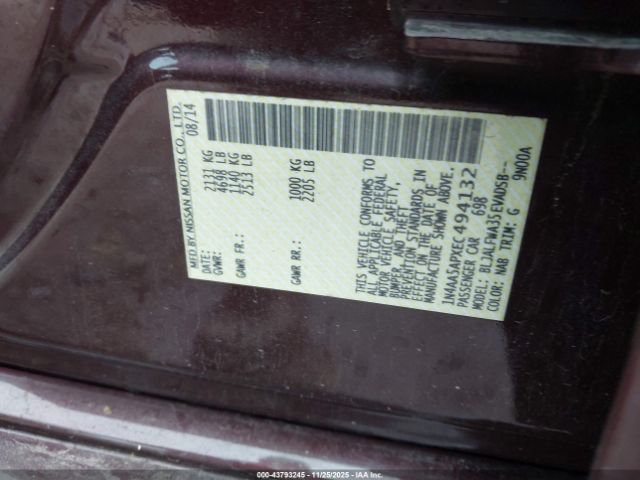 MFD BY NISSAN MOTOR CO., LTD.
DATE: 08/14
GVWR: 2131 KG
4698 LB
GAWR FR.: 1140 KG
2513 LB
GAWR RR.: 1000 KG
2205 LB
THIS VEHICLE CONFORMS TO
ALL APPLICABLE FEDERAL
MOTOR VEHICLE SAFETY,
BUMPER, AND THEFT
PREVENTION STANDARDS IN
EFFECT ON THE DATE OF
MANUFACTURE SHOWN ABOVE.
1N4AA5APXEC494132
PASSENGER CAR 698
MODEL: BLJALFWA35EVADSB--
COLOR: NAB TRIM: G 9N00A
000-43793245 - 11/25/2025 - IAAI Copart